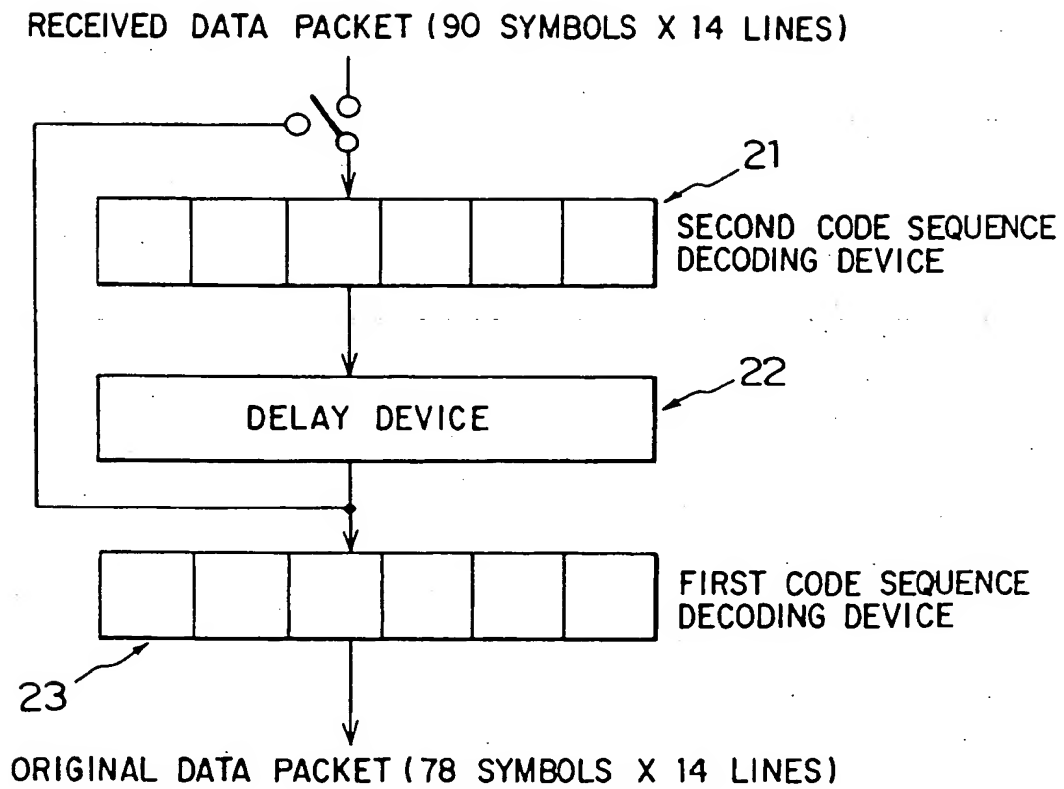 RECEIVED DATA PACKET (90 SYMBOLS X 14 LINES)
21
SECOND CODE SEQUENCE
DECODING DEVICE
22
DELAY DEVICE
FIRST CODE SEQUENCE
DECODING DEVICE
23
ORIGINAL DATA PACKET (78 SYMBOLS X 14 LINES)